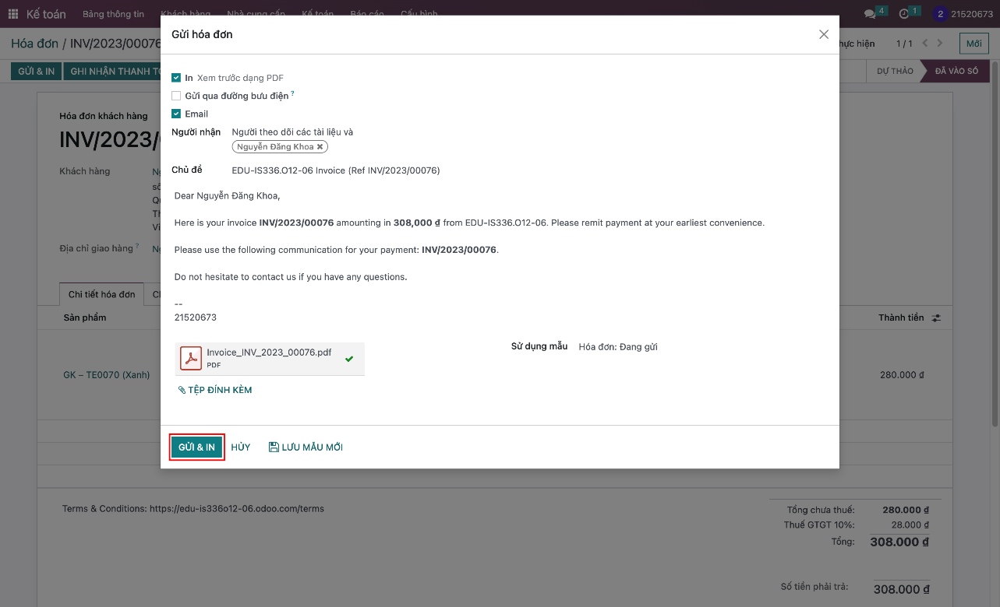 Kế toán Bảng thông tin Khách hàng Nhà cung cấp Kế toán Báo cáo Cấu hình 4 1 2 21520673
Hóa đơn / INV/2023/00076 1 / 1 Mới
GỬI & IN GHI NHẬN THANH DỰ THẢO ĐÃ VÀO SỔ
Gửi hóa đơn
In Xem trước dạng PDF
Gửi qua đường bưu điện ?
Email
Người nhận Người theo dõi các tài liệu và
Nguyễn Đăng Khoa ✖
Chủ đề EDU-IS336.O12-06 Invoice (Ref INV/2023/00076)
Dear Nguyễn Đăng Khoa,
Here is your invoice INV/2023/00076 amounting in 308,000 ₫ from EDU-IS336.O12-06. Please remit payment at your earliest convenience.
Please use the following communication for your payment: INV/2023/00076.
Do not hesitate to contact us if you have any questions.
--
21520673
Invoice_INV_2023_00076.pdf
PDF
Sử dụng mẫu Hóa đơn: Đang gửi
TỆP ĐÍNH KÈM
GỬI & IN HỦY LƯU MẪU MỚI
Hóa đơn khách hàng
INV/2023/
Khách hàng
Địa chỉ giao hàng ?
Chi tiết hóa đơn
Sản phẩm Thành tiền
GK – TE0070 (Xanh) 280.000 ₫
Terms & Conditions: https://edu-is336o12-06.odoo.com/terms
Tổng chưa thuế: 280.000 ₫
Thuế GTGT 10%: 28.000 ₫
Tổng: 308.000 ₫
Số tiền phải trả: 308.000 ₫